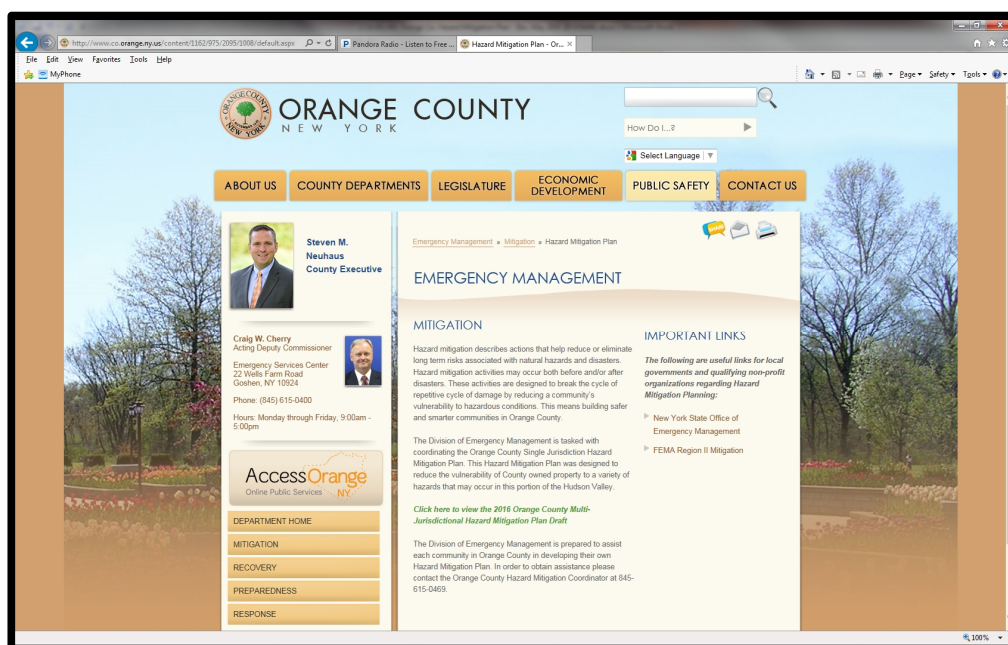 http://www.co.orange.ny.us/content/1162/975/2095/1008/default.aspx
Pandora Radio - Listen to Free ...
Hazard Mitigation Plan - Or...
File Edit View Favorites Tools Help
MyPhone
Page Safety Tools
ORANGE COUNTY
NEW YORK
ORANGE COUNTY
NEW YORK
How Do I...?
Select Language
ABOUT US
COUNTY DEPARTMENTS
LEGISLATURE
ECONOMIC
DEVELOPMENT
PUBLIC SAFETY
CONTACT US
Steven M.
Neuhaus
County Executive
Craig W. Cherry
Acting Deputy Commissioner
Emergency Services Center
22 Wells Farm Road
Goshen, NY 10924
Phone: (845) 615-0400
Hours: Monday through Friday, 9:00am -
5:00pm
AccessOrange
Online Public Services NY
DEPARTMENT HOME
MITIGATION
RECOVERY
PREPAREDNESS
RESPONSE
Emergency Management » Mitigation » Hazard Mitigation Plan
EMERGENCY MANAGEMENT
MITIGATION
Hazard mitigation describes actions that help reduce or eliminate
long term risks associated with natural hazards and disasters.
Hazard mitigation activities may occur both before and/or after
disasters. These activities are designed to break the cycle of
repetitive cycle of damage by reducing a community's
vulnerability to hazardous conditions. This means building safer
and smarter communities in Orange County.
The Division of Emergency Management is tasked with
coordinating the Orange County Single Jurisdiction Hazard
Mitigation Plan. This Hazard Mitigation Plan was designed to
reduce the vulnerability of County owned property to a variety of
hazards that may occur in this portion of the Hudson Valley.
Click here to view the 2016 Orange County Multi-
Jurisdictional Hazard Mitigation Plan Draft
The Division of Emergency Management is prepared to assist
each community in Orange County in developing their own
Hazard Mitigation Plan. In order to obtain assistance please
contact the Orange County Hazard Mitigation Coordinator at 845-
615-0469.
IMPORTANT LINKS
The following are useful links for local
governments and qualifying non-profit
organizations regarding Hazard
Mitigation Planning:
New York State Office of
Emergency Management
FEMA Region II Mitigation
100%